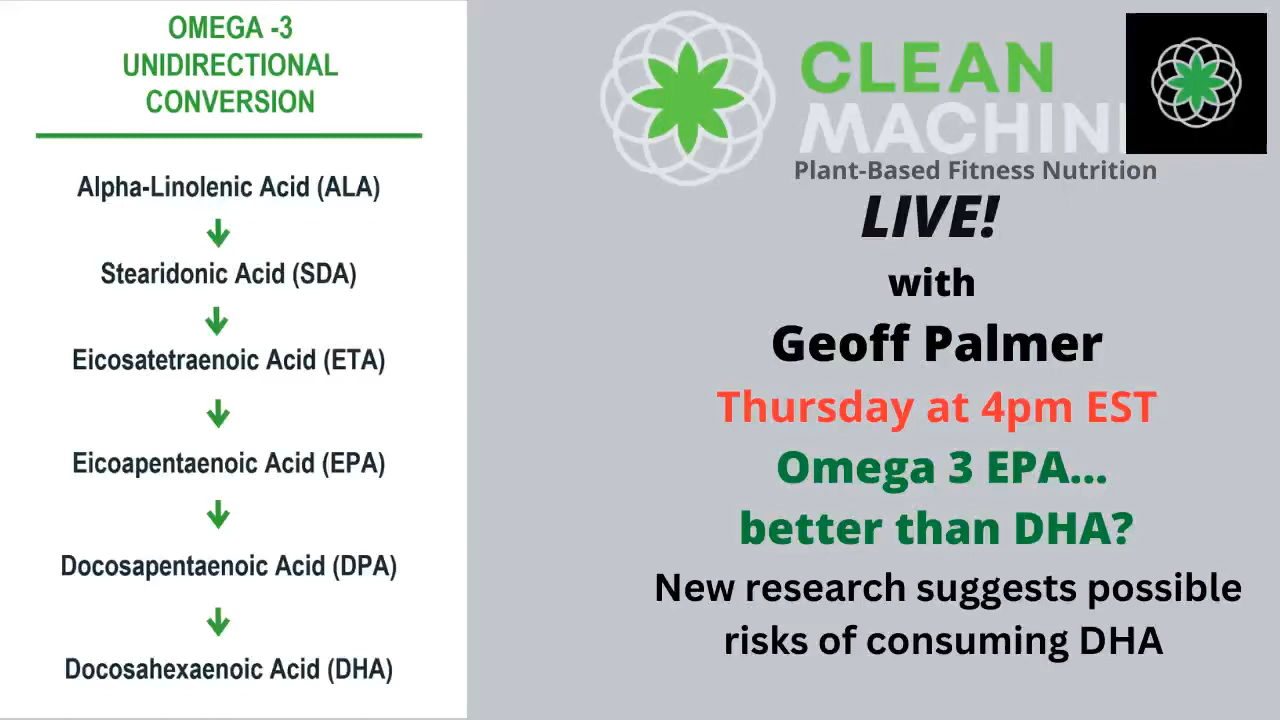 OMEGA -3
UNIDIRECTIONAL
CONVERSION
Alpha-Linolenic Acid (ALA)
Stearidonic Acid (SDA)
Eicosatetraenoic Acid (ETA)
Eicoapentaenoic Acid (EPA)
Docosapentaenoic Acid (DPA)
Docosahexaenoic Acid (DHA)
CLEAN
MACHIN
Plant-Based Fitness Nutrition
LIVE!
with
Geoff Palmer
Thursday at 4pm EST
Omega 3 EPA...
better than DHA?
New research suggests possible
risks of consuming DHA